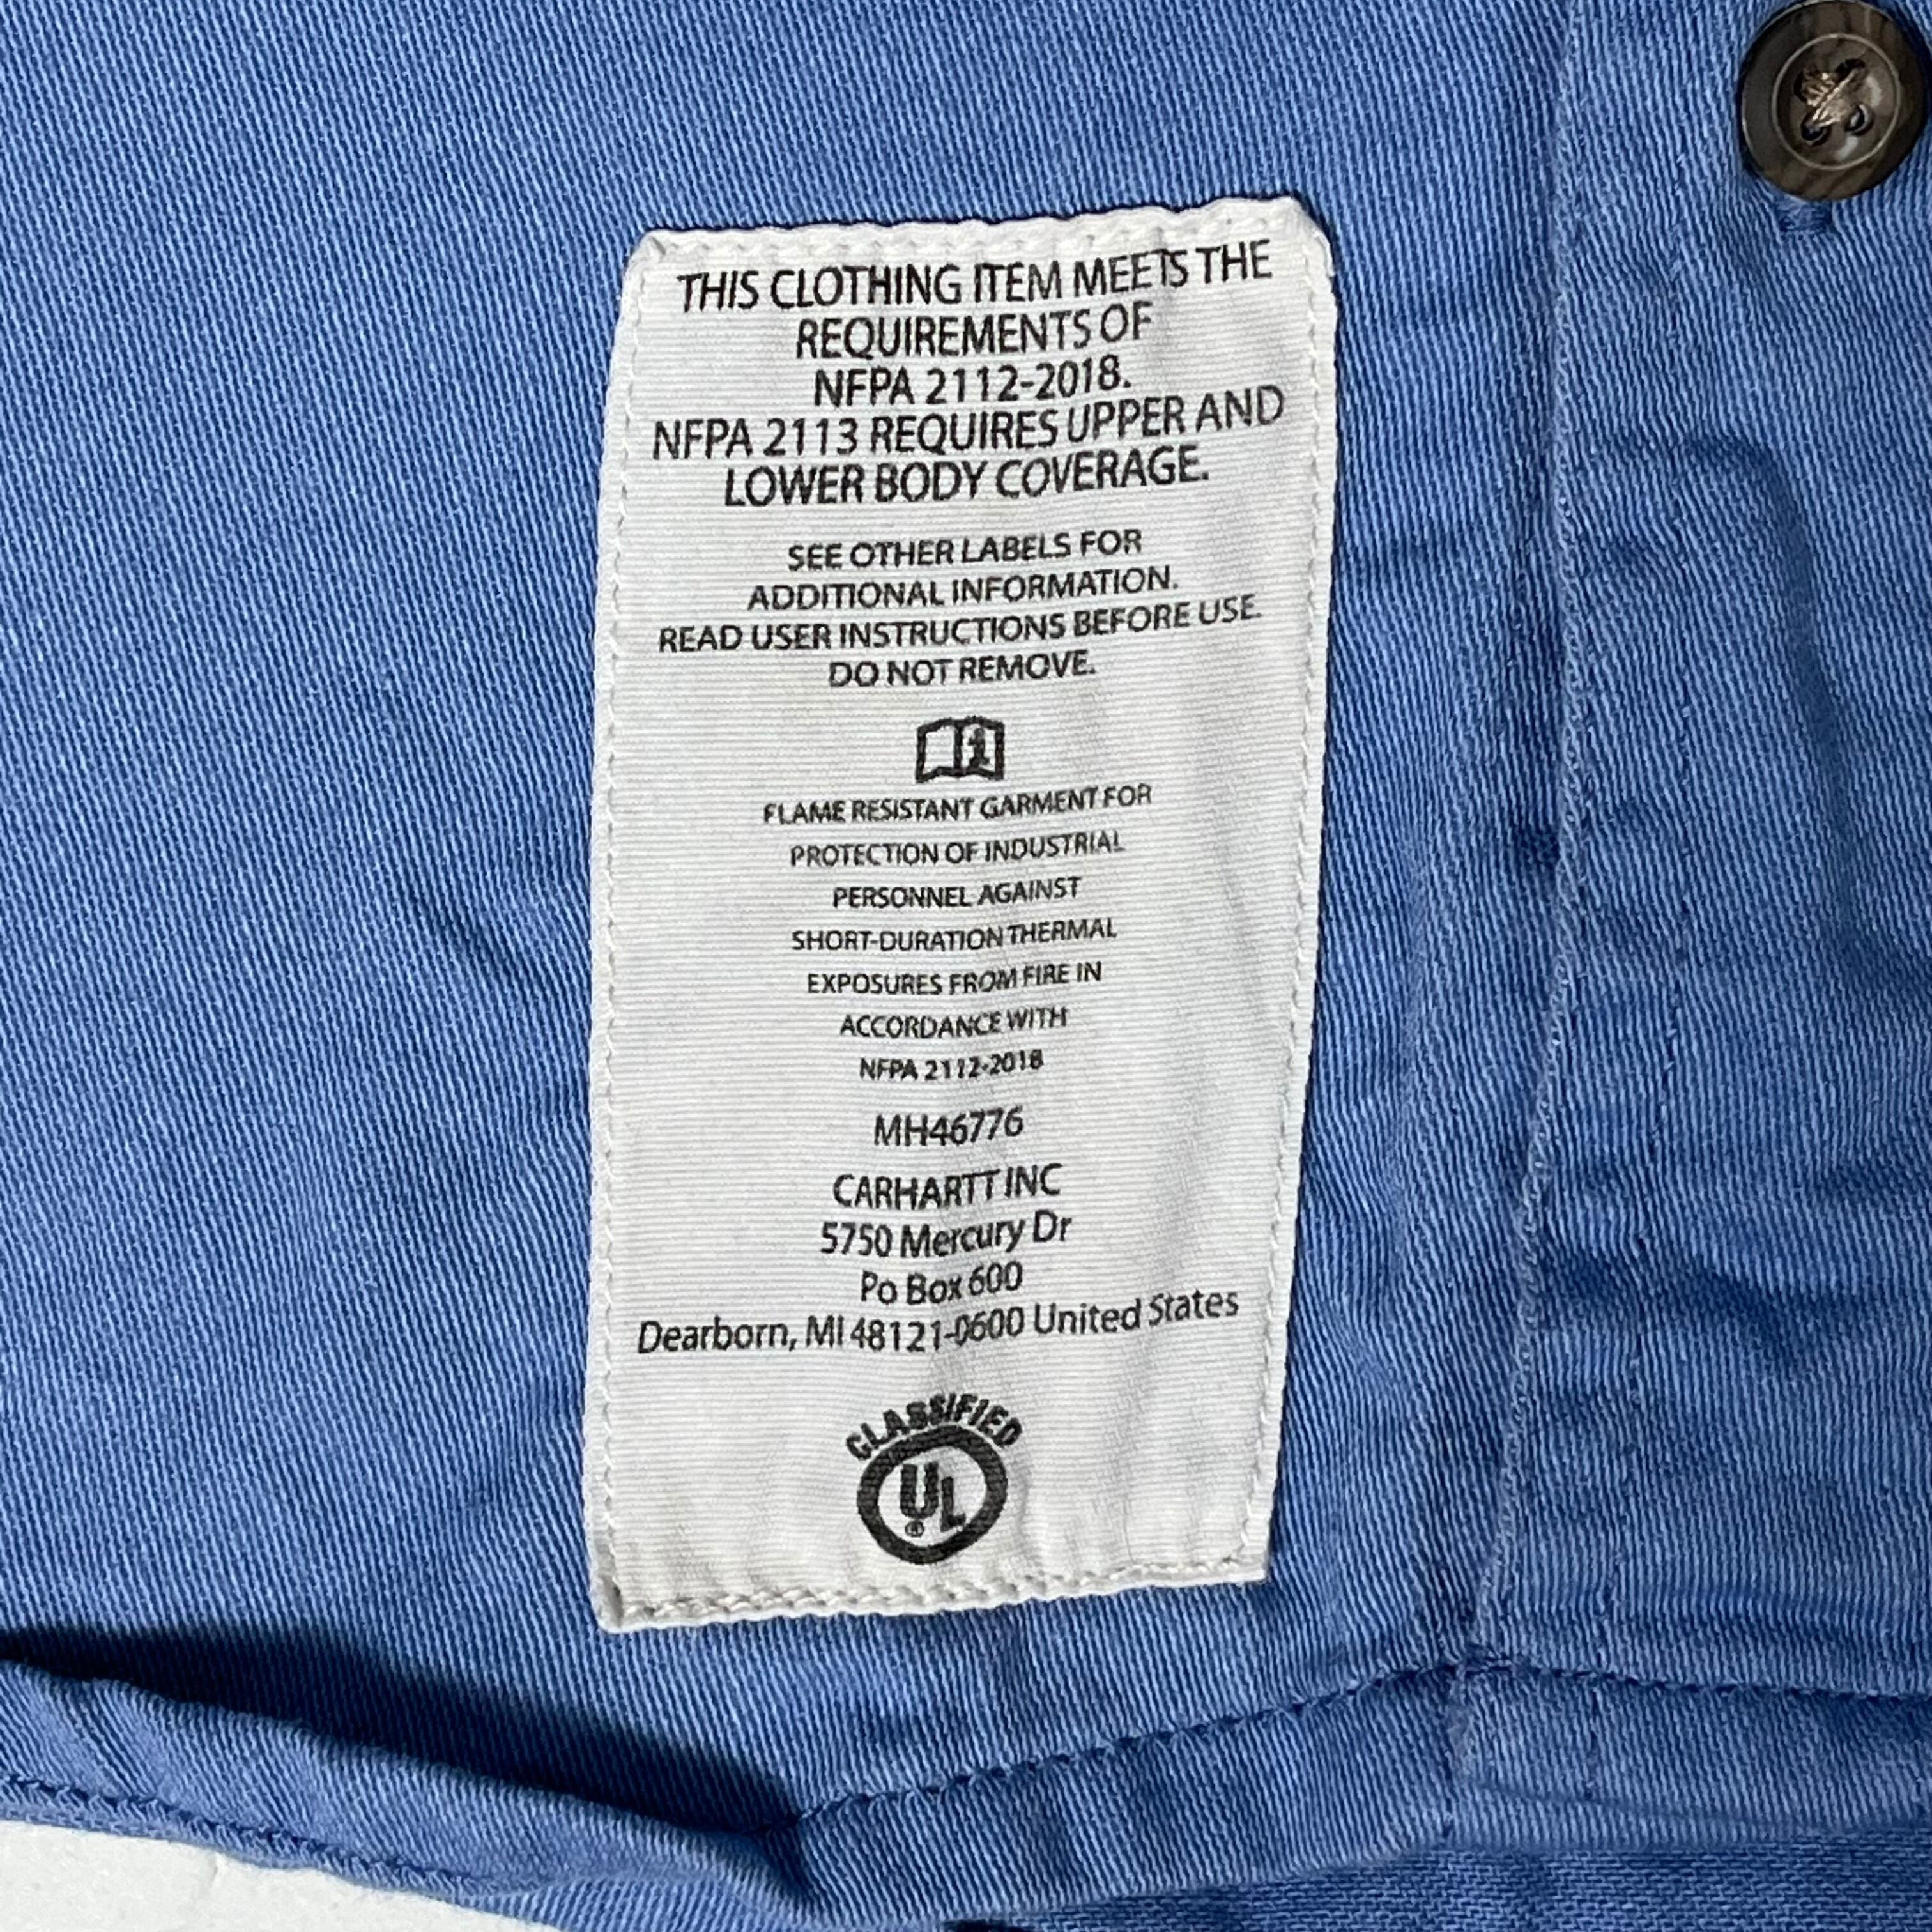 THIS CLOTHING ITEM MEETS THE
REQUIREMENTS OF
NFPA 2112-2018.
NFPA 2113 REQUIRES UPPER AND
LOWER BODY COVERAGE.
SEE OTHER LABELS FOR
ADDITIONAL INFORMATION.
READ USER INSTRUCTIONS BEFORE USE.
DO NOT REMOVE.
i
FLAME RESISTANT GARMENT FOR
PROTECTION OF INDUSTRIAL
PERSONNEL AGAINST
SHORT-DURATION THERMAL
EXPOSURES FROM FIRE IN
ACCORDANCE WITH
NFPA 2112-2018
MH46776
CARHARTT INC
5750 Mercury Dr
Po Box 600
Dearborn, MI 48121-0600 United States
CLASSIFIED
UL®